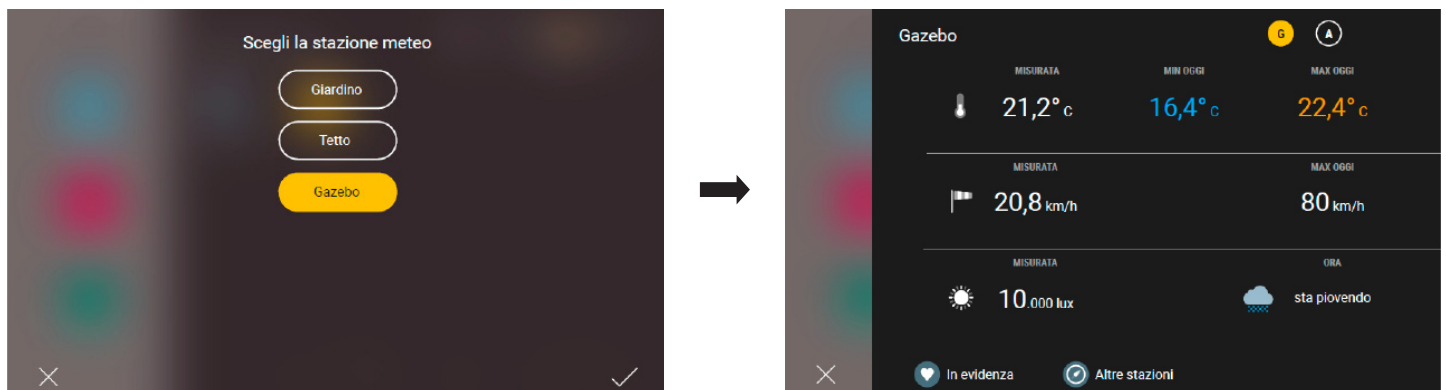 Scegli la stazione meteo
Giardino
Tetto
Gazebo
Gazebo
G A
MISURATA MIN OGGI MAX OGGI
21,2° c 16,4° c 22,4° c
MISURATA MAX OGGI
20,8 km/h 80 km/h
MISURATA ORA
10.000 lux sta piovendo
In evidenza Altre stazioni